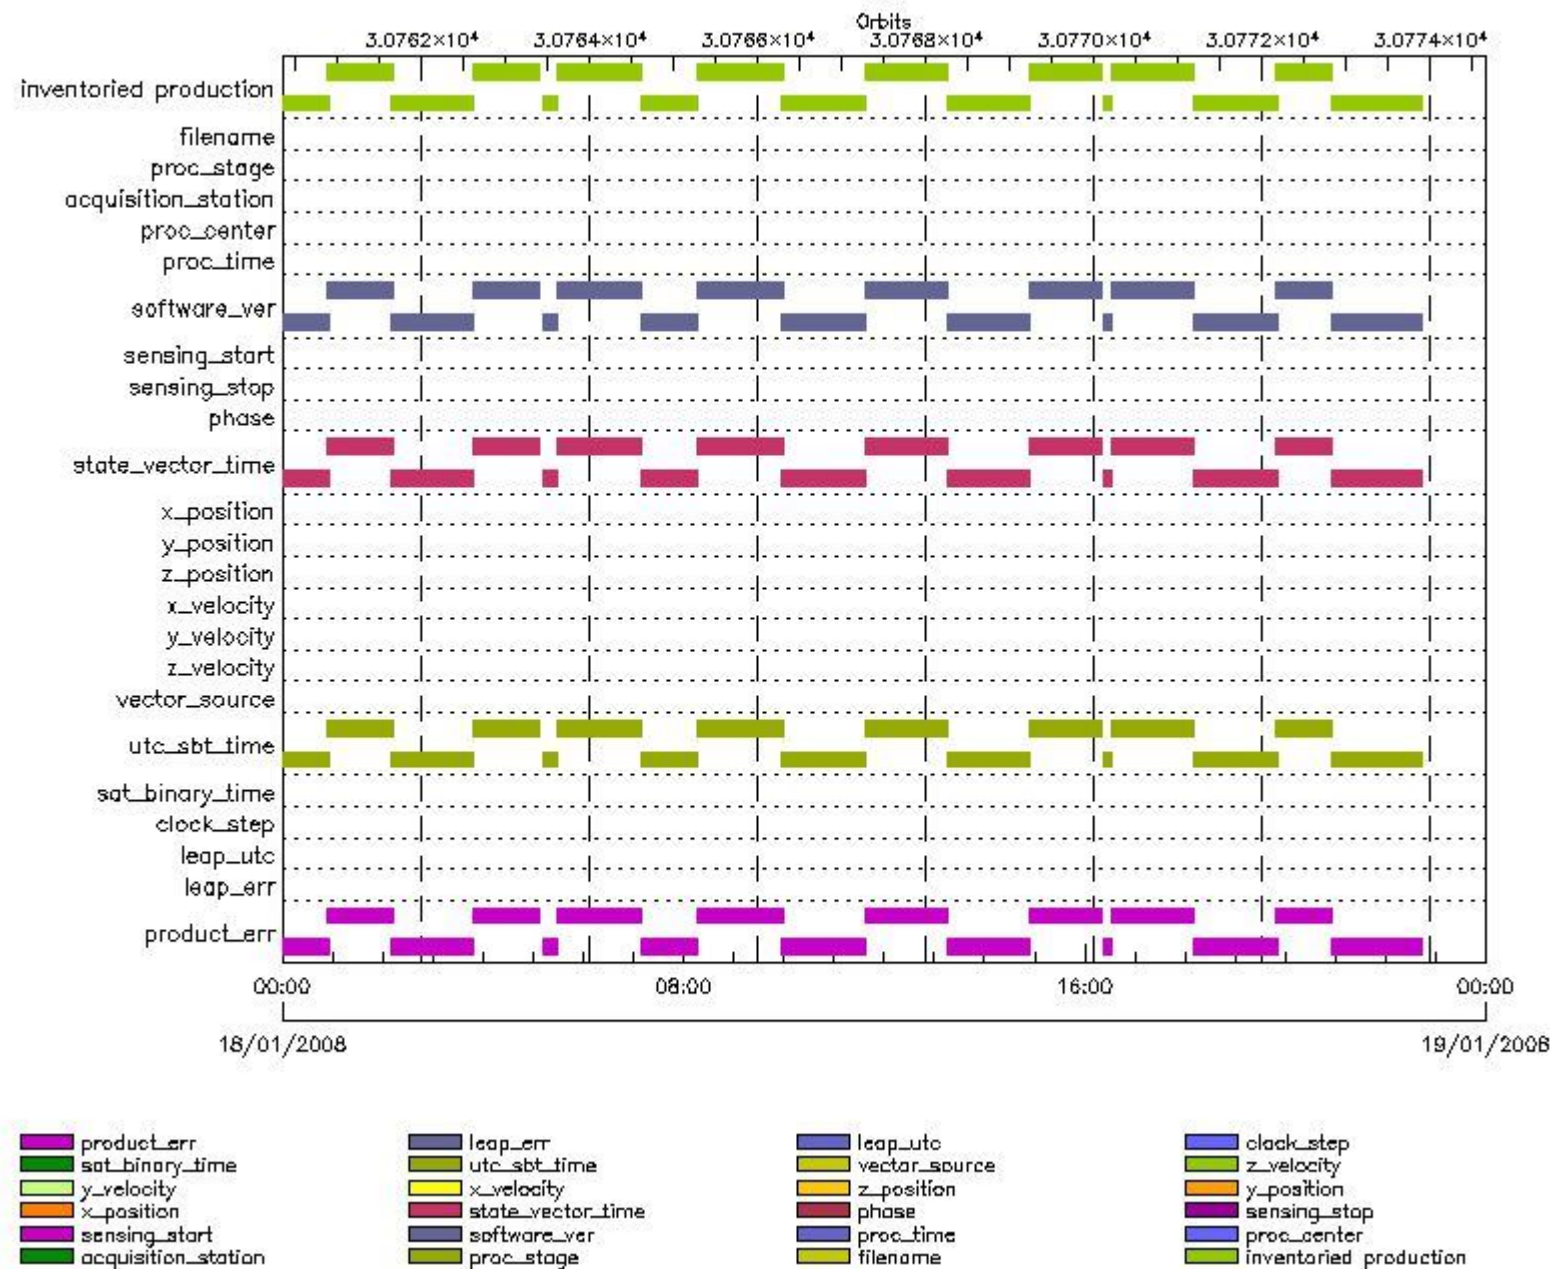 Orbits
3.0762×10⁴ 3.0764×10⁴ 3.0766×10⁴ 3.0768×10⁴ 3.0770×10⁴ 3.0772×10⁴ 3.0774×10⁴
inventoried production
filename
proc_stage
acquisition_station
proc_center
proc_time
software_ver
sensing_start
sensing_stop
phase
state_vector_time
x_position
y_position
z_position
x_velocity
y_velocity
z_velocity
vector_source
utc_sbt_time
sat_binary_time
clock_step
leap_utc
leap_err
product_err
00:00 08:00 16:00 00:00
18/01/2008 19/01/2008
product_err leap_err leap_utc clock_step
sat_binary_time utc_sbt_time vector_source z_velocity
y_velocity x_velocity z_position y_position
x_position state_vector_time phase sensing_stop
sensing_start software_ver proc_time proc_center
acquisition_station proc_stage filename inventoried production